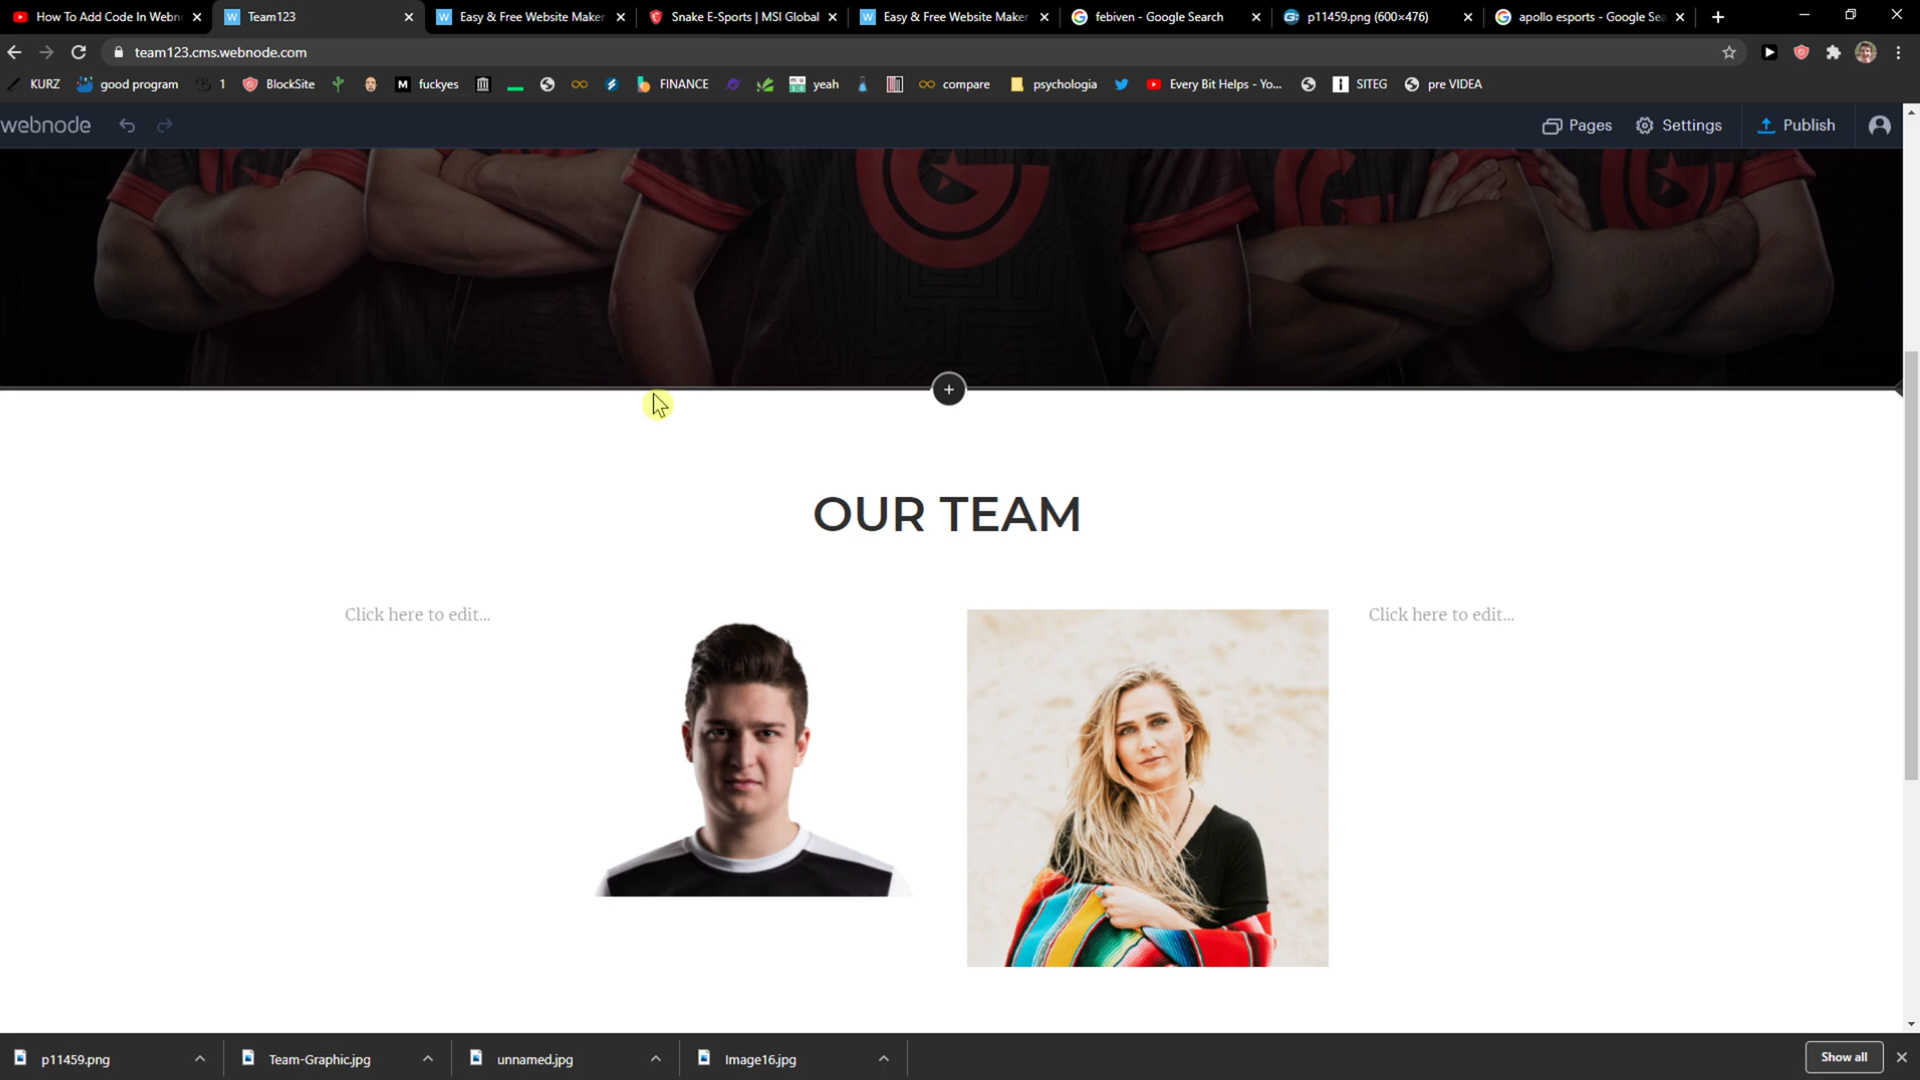 How To Add Code In Webn
Team123
Easy & Free Website Maker
Snake E-Sports | MSI Global
Easy & Free Website Maker
febiven - Google Search
p11459.png (600×476)
apollo esports - Google Sea
team123.cms.webnode.com
KURZ
good program
1
BlockSite
M
fuckyes
FINANCE
yeah
compare
psychologia
Every Bit Helps - Yo...
SITEG
pre VIDEA
webnode
Pages
Settings
Publish
OUR TEAM
Click here to edit...
Click here to edit...
p11459.png
Team-Graphic.jpg
unnamed.jpg
Image16.jpg
Show all